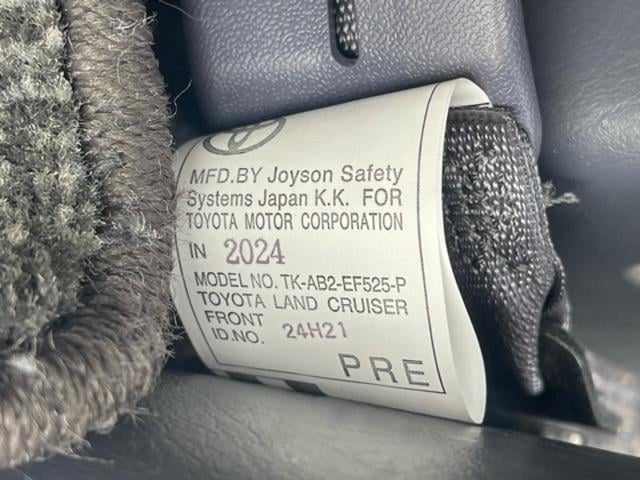 MFD.BY Joyson Safety
Systems Japan K.K. FOR
TOYOTA MOTOR CORPORATION
IN 2024
MODEL NO. TK-AB2-EF525-P
TOYOTA LAND CRUISER
FRONT
ID.NO. 24H21
PRE